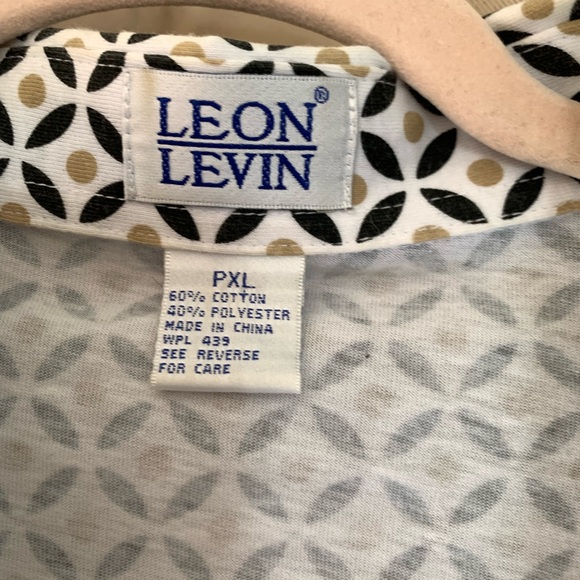 LEON®
LEVIN
PXL
60% COTTON
40% POLYESTER
MADE IN CHINA
WPL 439
SEE REVERSE
FOR CARE